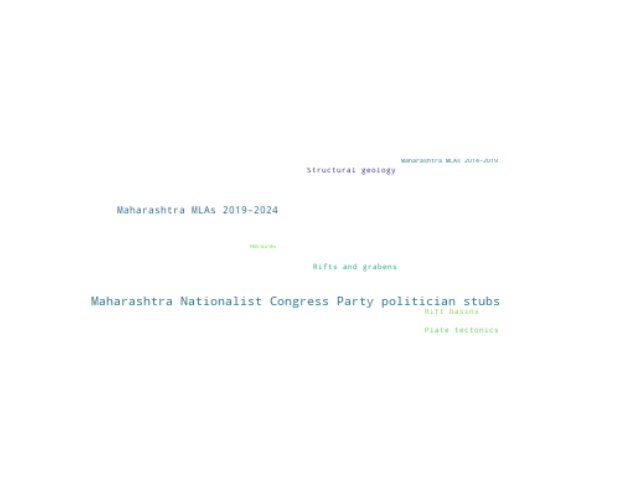 Maharashtra MLAs 2014–2019
Structural geology
Maharashtra MLAs 2019–2024
Rifts and grabens
Maharashtra Nationalist Congress Party politician stubs
Rift basins
Plate tectonics